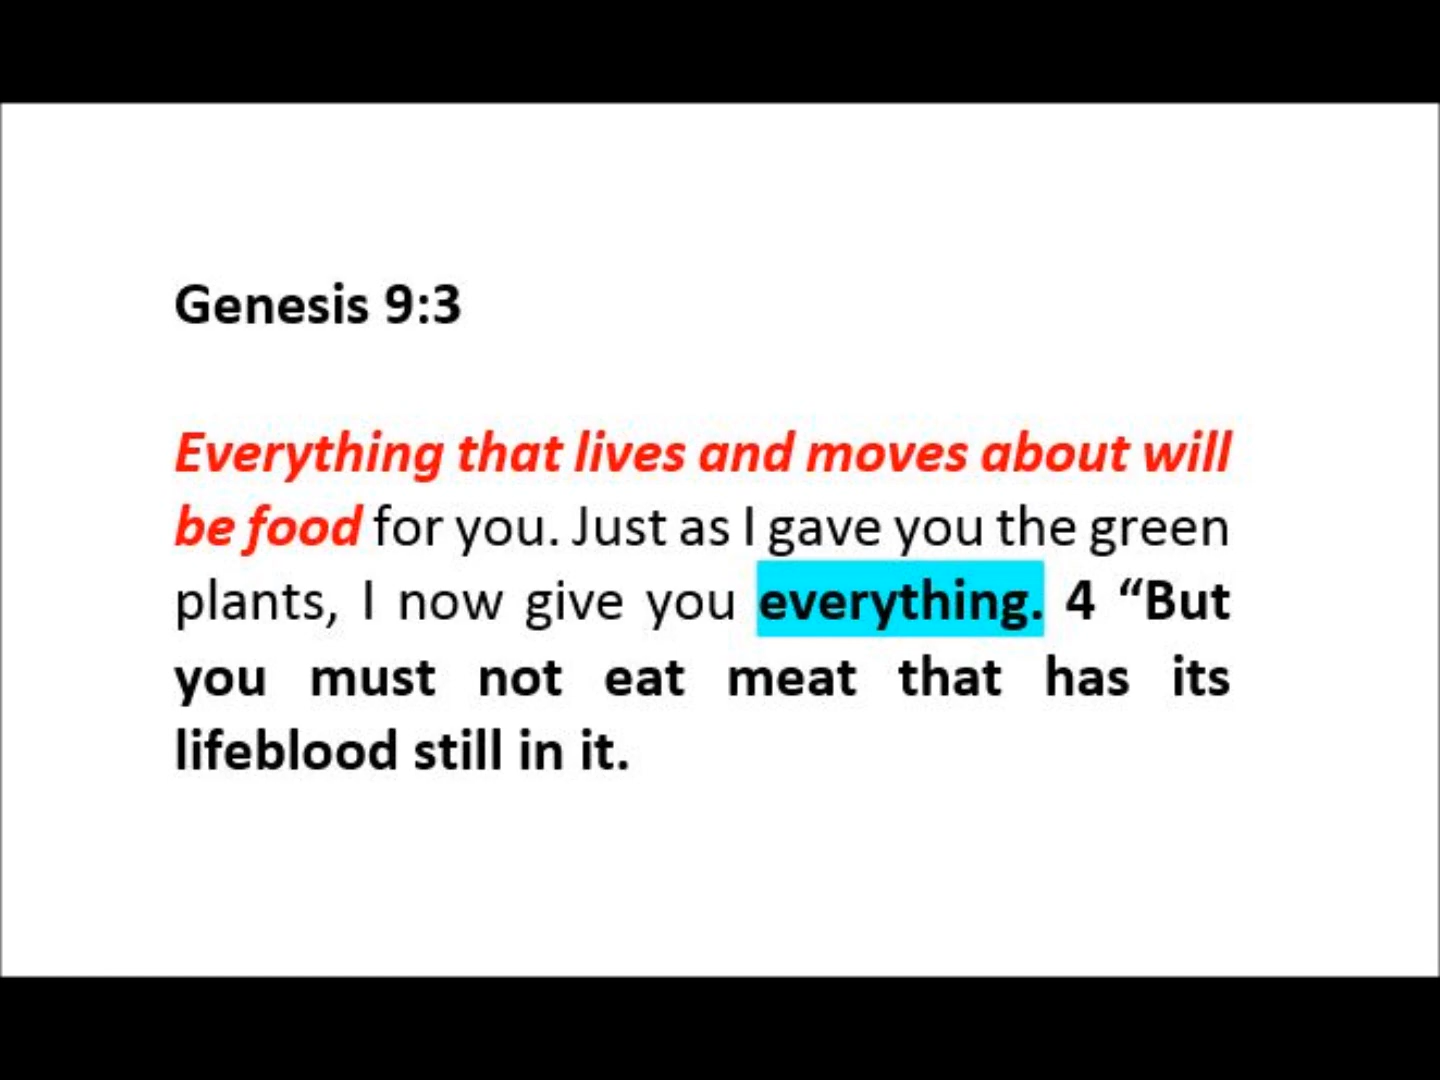 Genesis 9:3
Everything that lives and moves about will
be food for you. Just as I gave you the green
plants, I now give you everything. 4 “But
you must not eat meat that has its
lifeblood still in it.